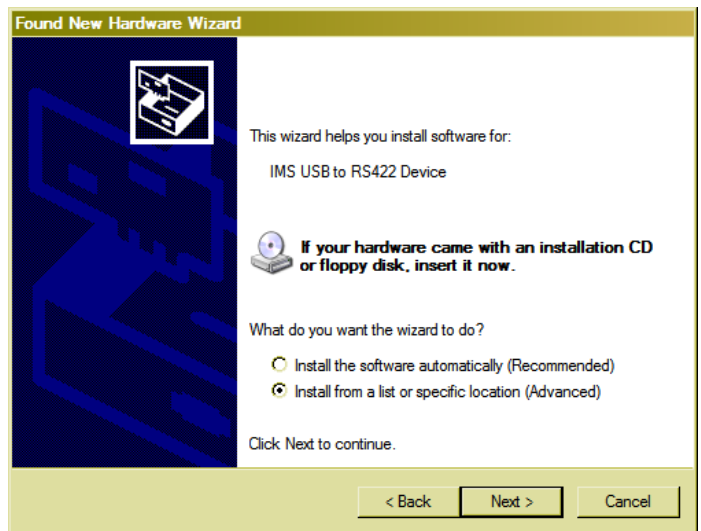 Found New Hardware Wizard
This wizard helps you install software for:
IMS USB to RS422 Device
If your hardware came with an installation CD
or floppy disk, insert it now.
What do you want the wizard to do?
Install the software automatically (Recommended)
Install from a list or specific location (Advanced)
Click Next to continue.
< Back Next > Cancel